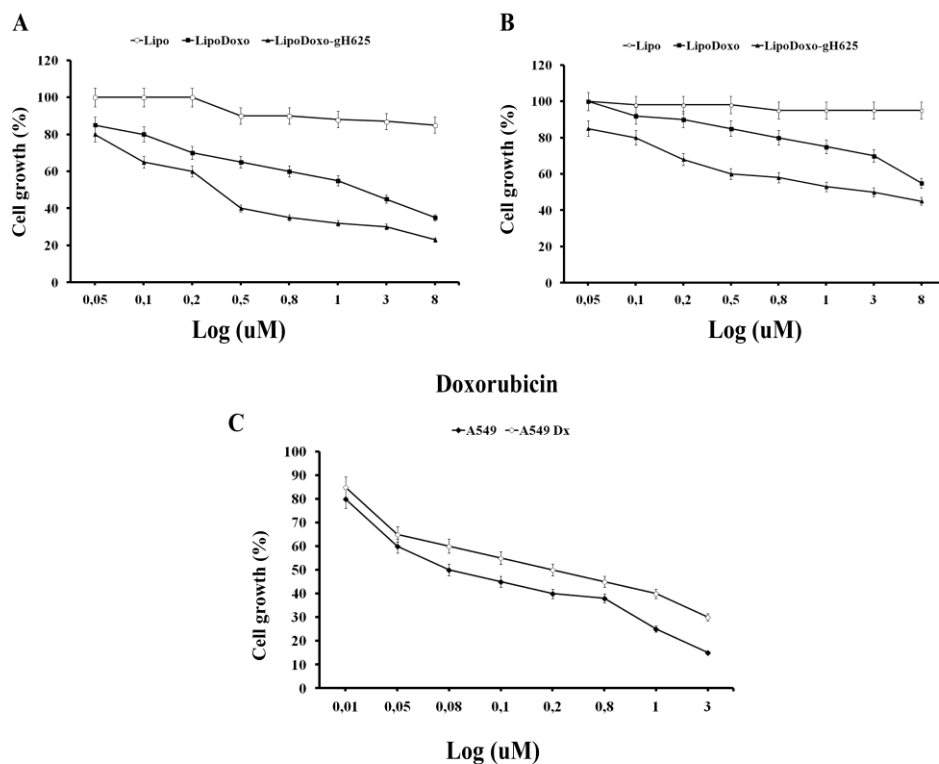 A
Lipo LipoDoxo LipoDoxo-gH625
120
100
80
60
40
20
0
Cell growth (%)
0,05 0,1 0,2 0,5 0,8 1 3 8
Log (uM)
B
Lipo LipoDoxo LipoDoxo-gH625
120
100
80
60
40
20
0
Cell growth (%)
0,05 0,1 0,2 0,5 0,8 1 3 8
Log (uM)
Doxorubicin
C
A549 A549 Dx
100
90
80
70
60
50
40
30
20
10
0
Cell growth (%)
0,01 0,05 0,08 0,1 0,2 0,8 1 3
Log (uM)